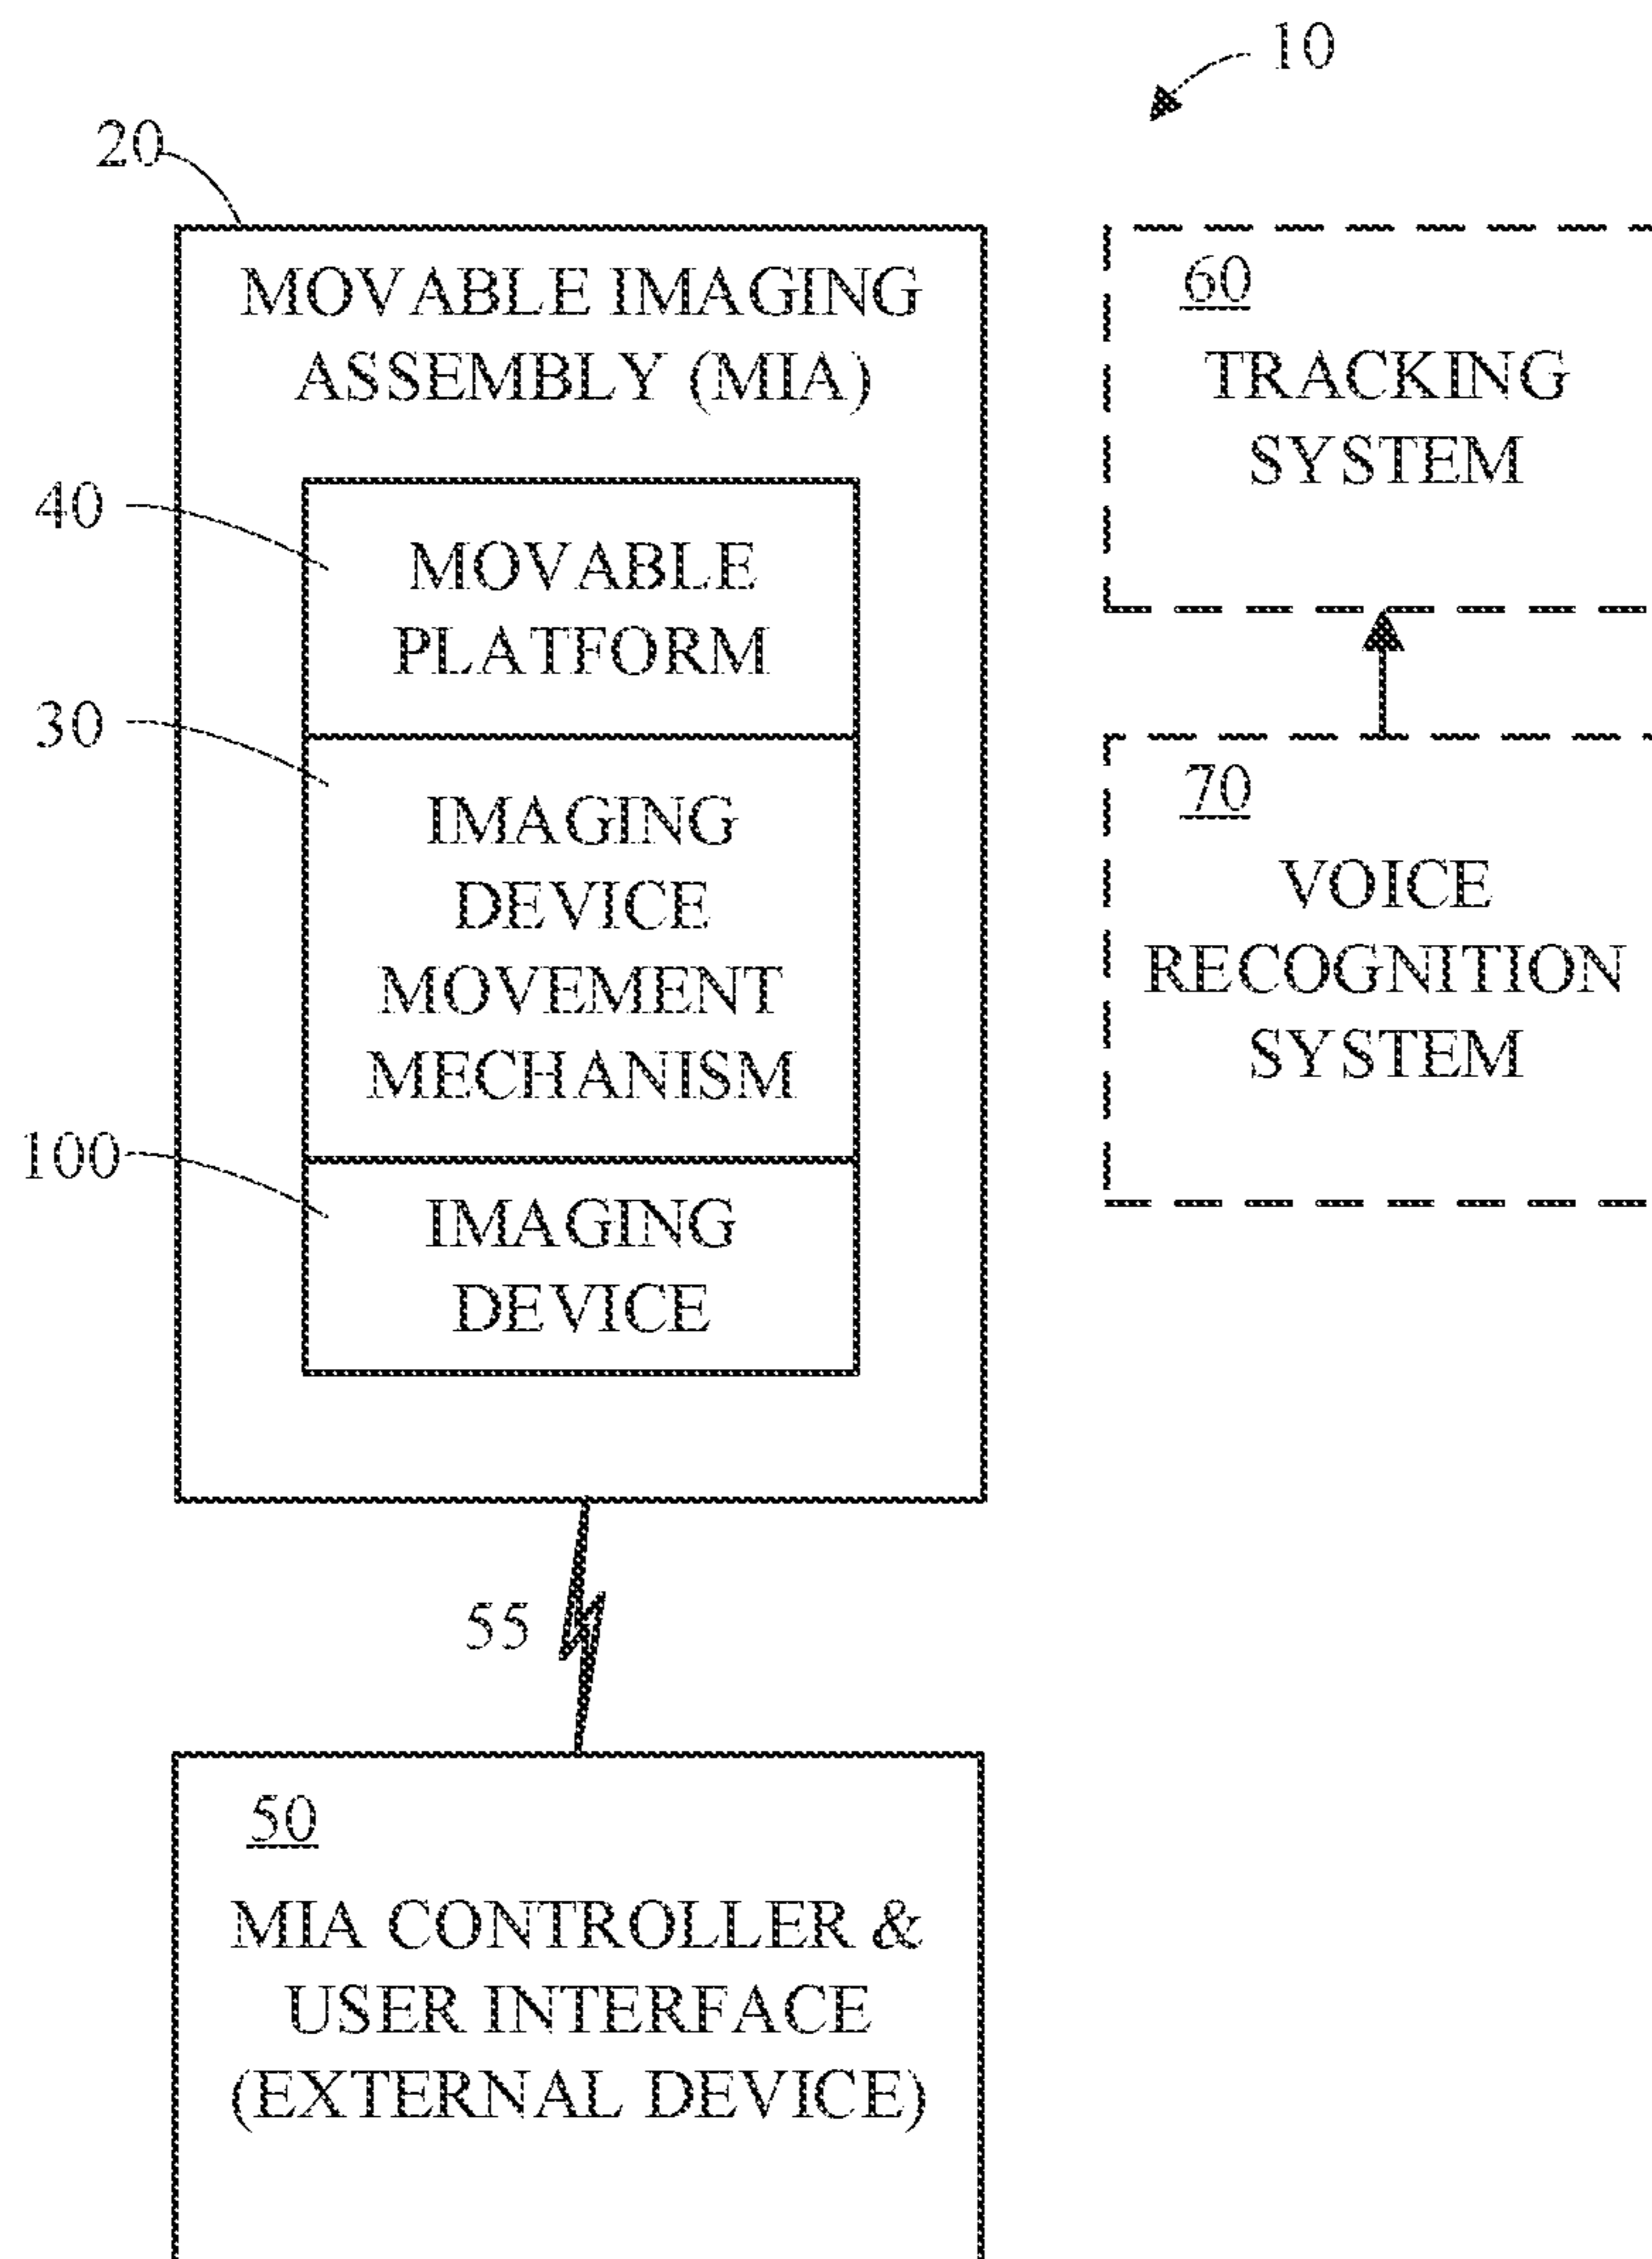 10
20
MOVABLE IMAGING
ASSEMBLY (MIA)
40
MOVABLE
PLATFORM
30
IMAGING
DEVICE
MOVEMENT
MECHANISM
100
IMAGING
DEVICE
60
TRACKING
SYSTEM
70
VOICE
RECOGNITION
SYSTEM
55
50
MIA CONTROLLER &
USER INTERFACE
(EXTERNAL DEVICE)